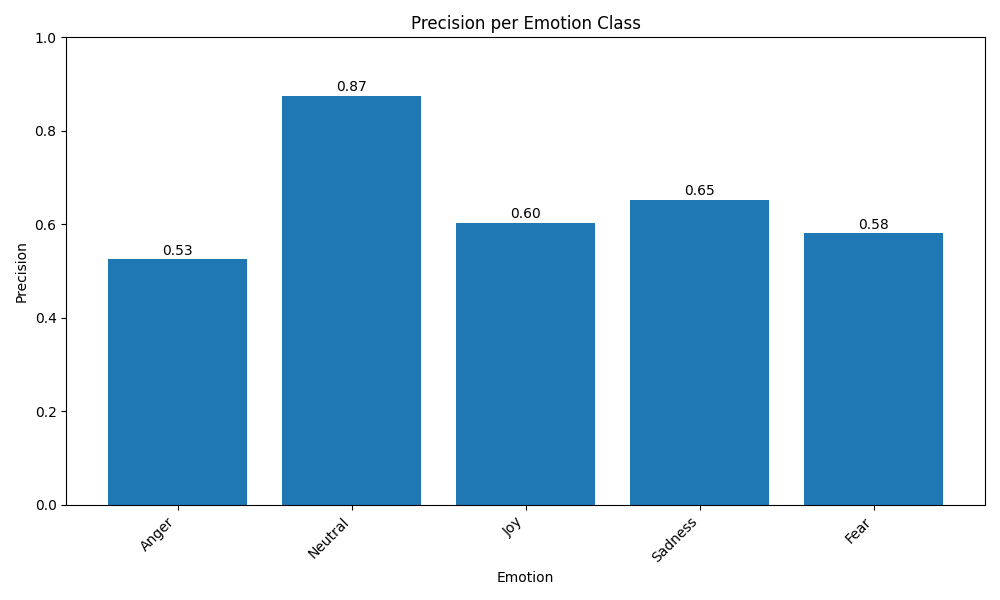 Precision per Emotion Class
1.0
0.8
0.6
0.4
0.2
0.0
Precision
0.53
0.87
0.60
0.65
0.58
Anger
Neutral
Joy
Sadness
Fear
Emotion